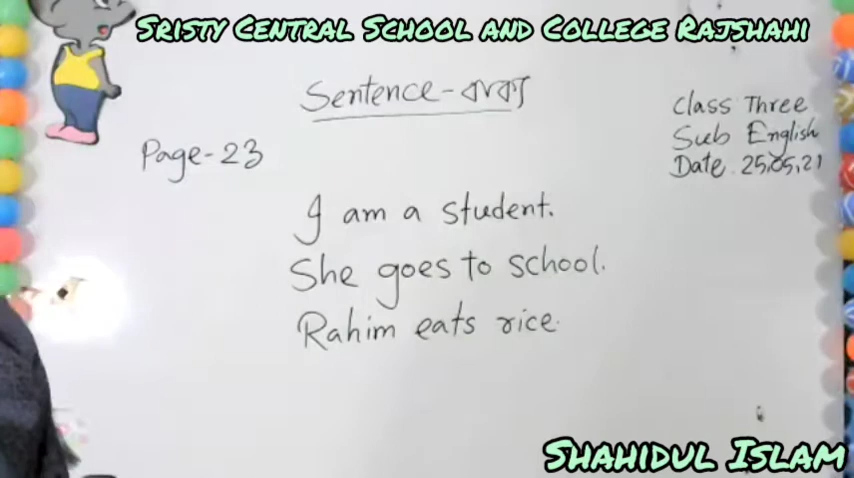 SRISTY CENTRAL SCHOOL AND COLLEGE RAJSHAHI
Sentence - বাক্য
Class Three
Sub English
Date 25.05.21
Page-23
I am a student.
She goes to school.
Rahim eats rice.
SHAHIDUL ISLAM